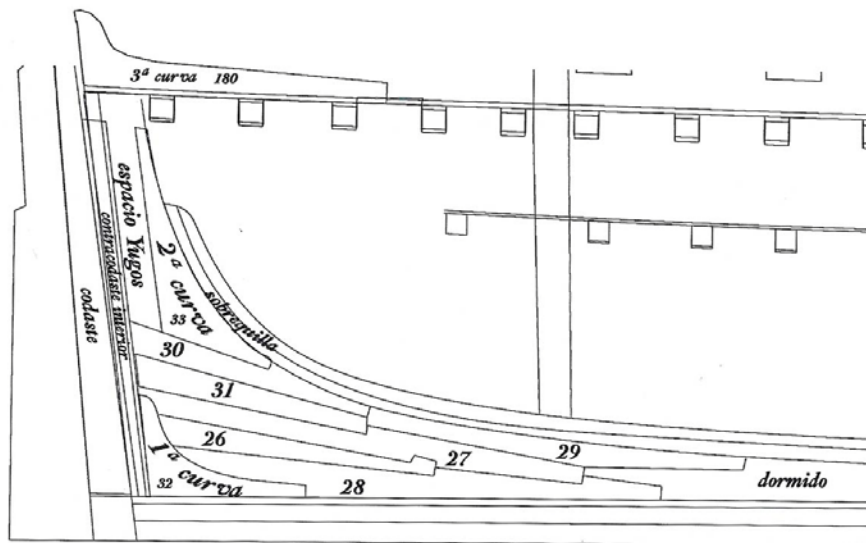 3ª curva 180
espacio Yugos
contracodaste interior
codaste
2ª curva
33
sobrequilla
30
31
26
27
29
1ª curva
32
28
dormido